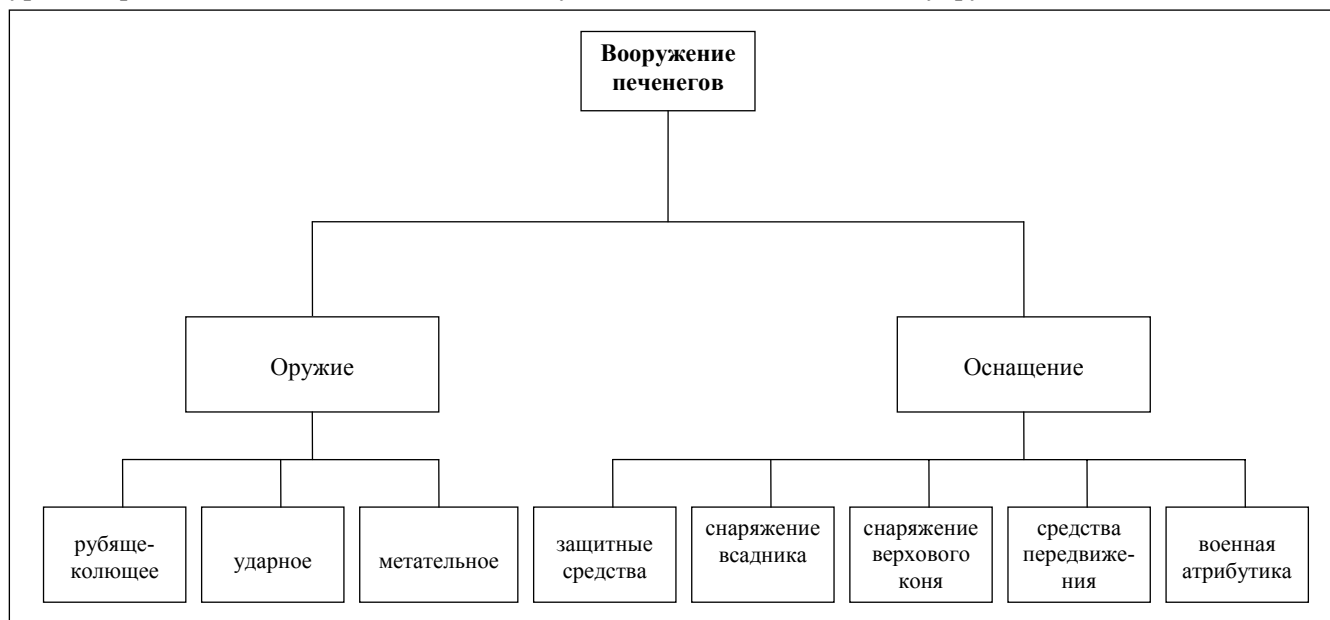 Вооружение
печенегов
Оружие
Оснащение
рубяще-
колющее
ударное
метательное
защитные
средства
снаряжение
всадника
снаряжение
верхового
коня
средства
передвиже-
ния
военная
атрибутика